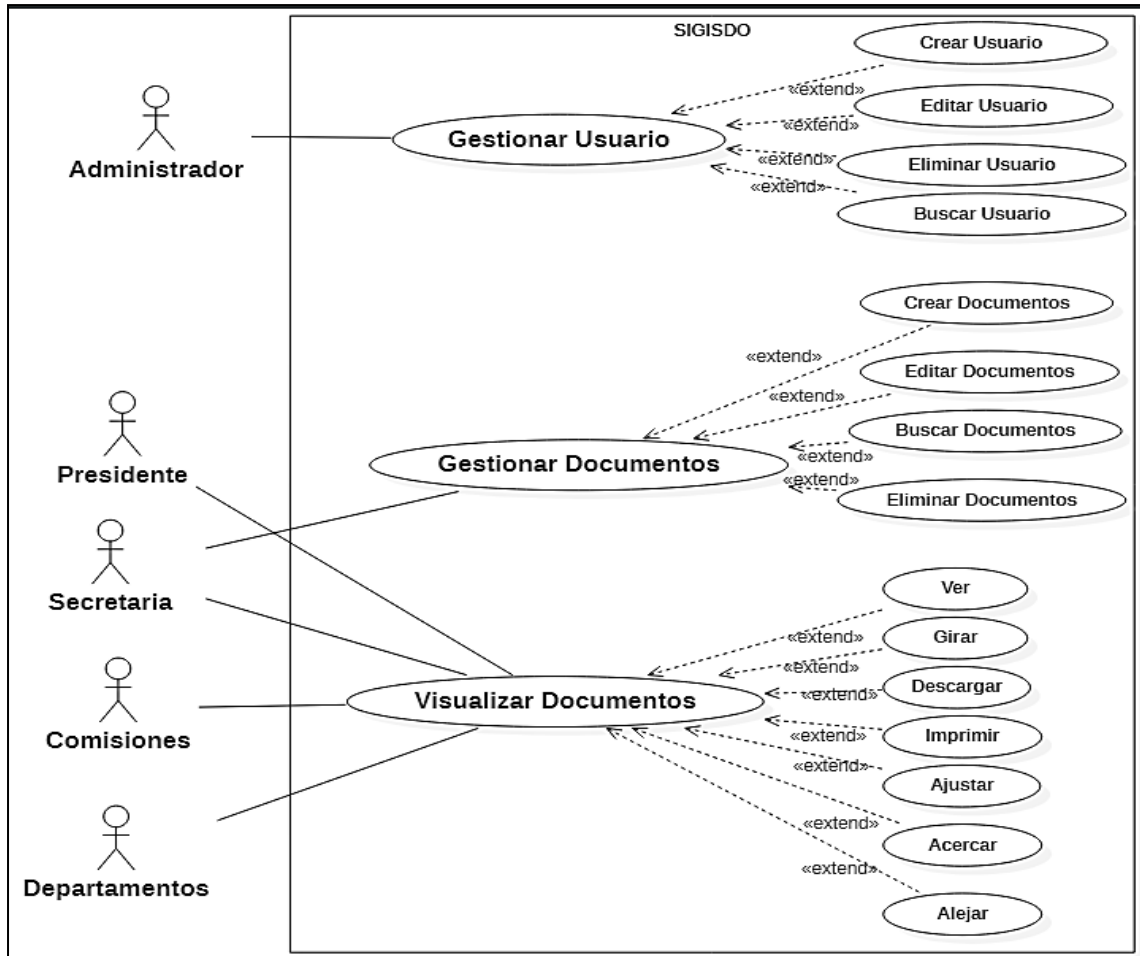 SIGISDO
Crear Usuario
«extend»
Editar Usuario
«extend»
Administrador
Gestionar Usuario
Eliminar Usuario
«extend»
«extend»
Buscar Usuario
Crear Documentos
«extend»
Editar Documentos
«extend»
Buscar Documentos
«extend»
Presidente
Gestionar Documentos
«extend»
Eliminar Documentos
Secretaria
Ver
«extend»
Girar
«extend»
Descargar
«extend»
Visualizar Documentos
Comisiones
Imprimir
«extend»
«extend»
Ajustar
«extend»
Acercar
«extend»
Departamentos
Alejar